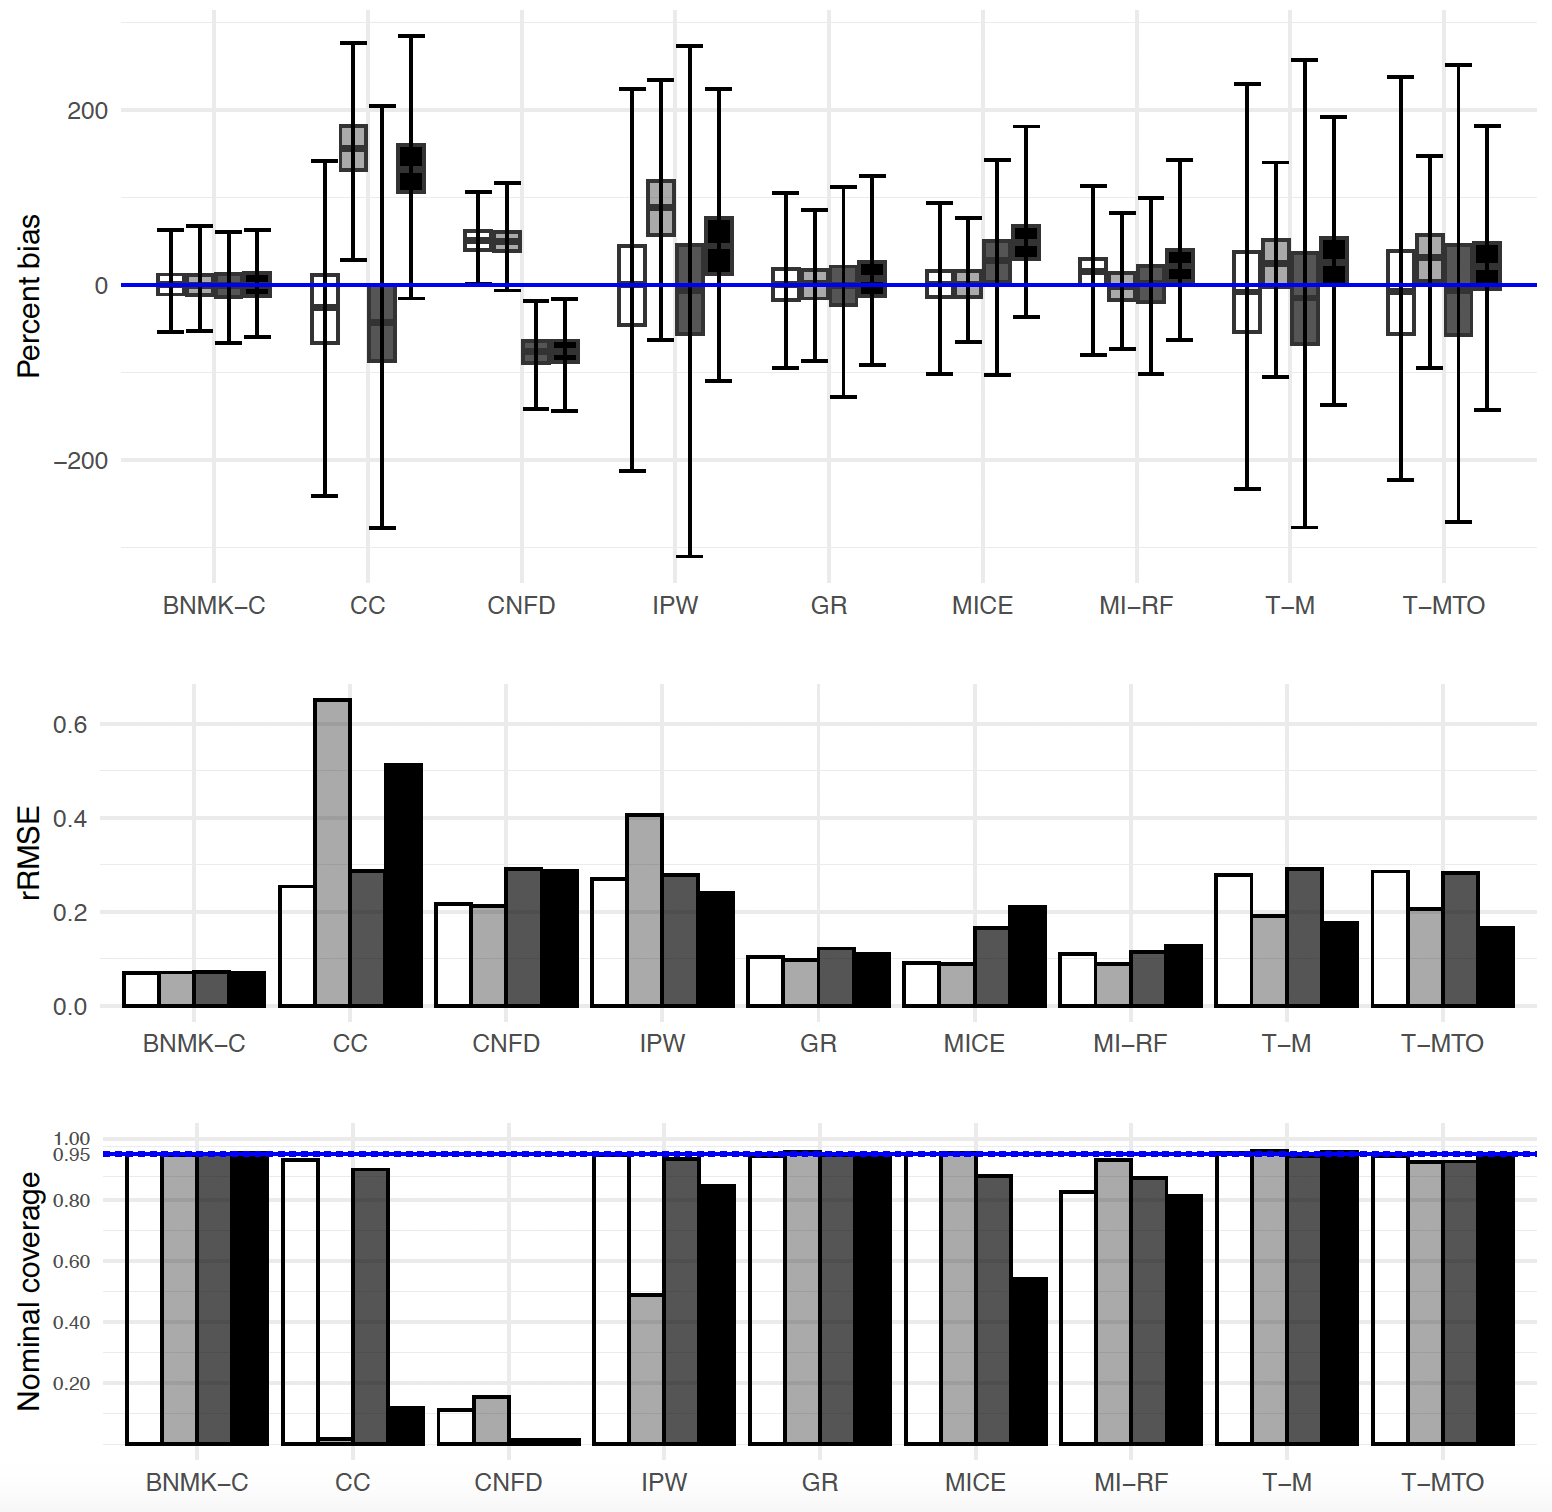 Percent bias
200
0
−200
BNMK−C CC CNFD IPW GR MICE MI−RF T−M T−MTO
rRMSE
0.6
0.4
0.2
0.0
BNMK−C CC CNFD IPW GR MICE MI−RF T−M T−MTO
Nominal coverage
1.00
0.95
0.80
0.60
0.40
0.20
BNMK−C CC CNFD IPW GR MICE MI−RF T−M T−MTO